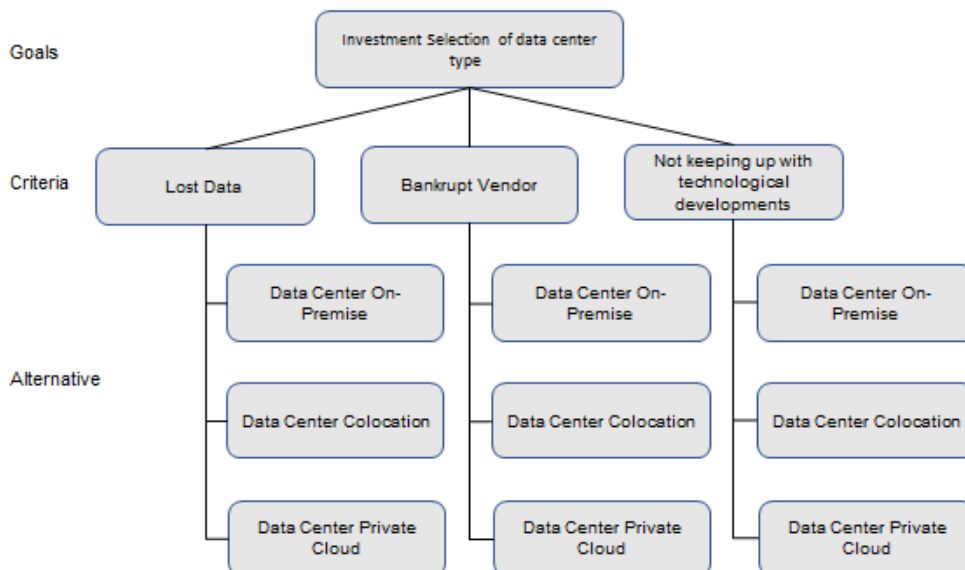 Goals
Investment Selection of data center
type
Criteria
Lost Data
Bankrupt Vendor
Not keeping up with
technological
developments
Data Center On-
Premise
Data Center On-
Premise
Data Center On-
Premise
Alternative
Data Center Colocation
Data Center Colocation
Data Center Colocation
Data Center Private
Cloud
Data Center Private
Cloud
Data Center Private
Cloud